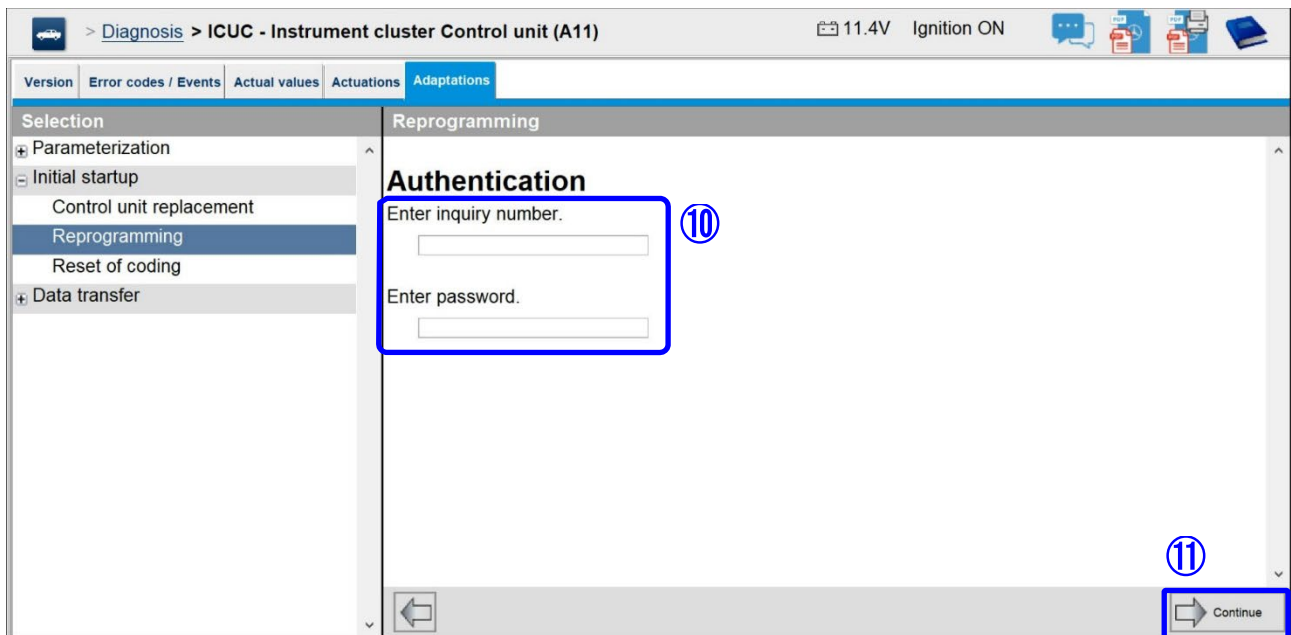 > Diagnosis > ICUC - Instrument cluster Control unit (A11) 11.4V Ignition ON
PDF PDF
Version Error codes / Events Actual values Actuations Adaptations
Selection Reprogramming
Parameterization
Initial startup
Authentication
Control unit replacement
Enter inquiry number.
⑩
Reprogramming
Reset of coding
Data transfer
Enter password.
⑪
Continue